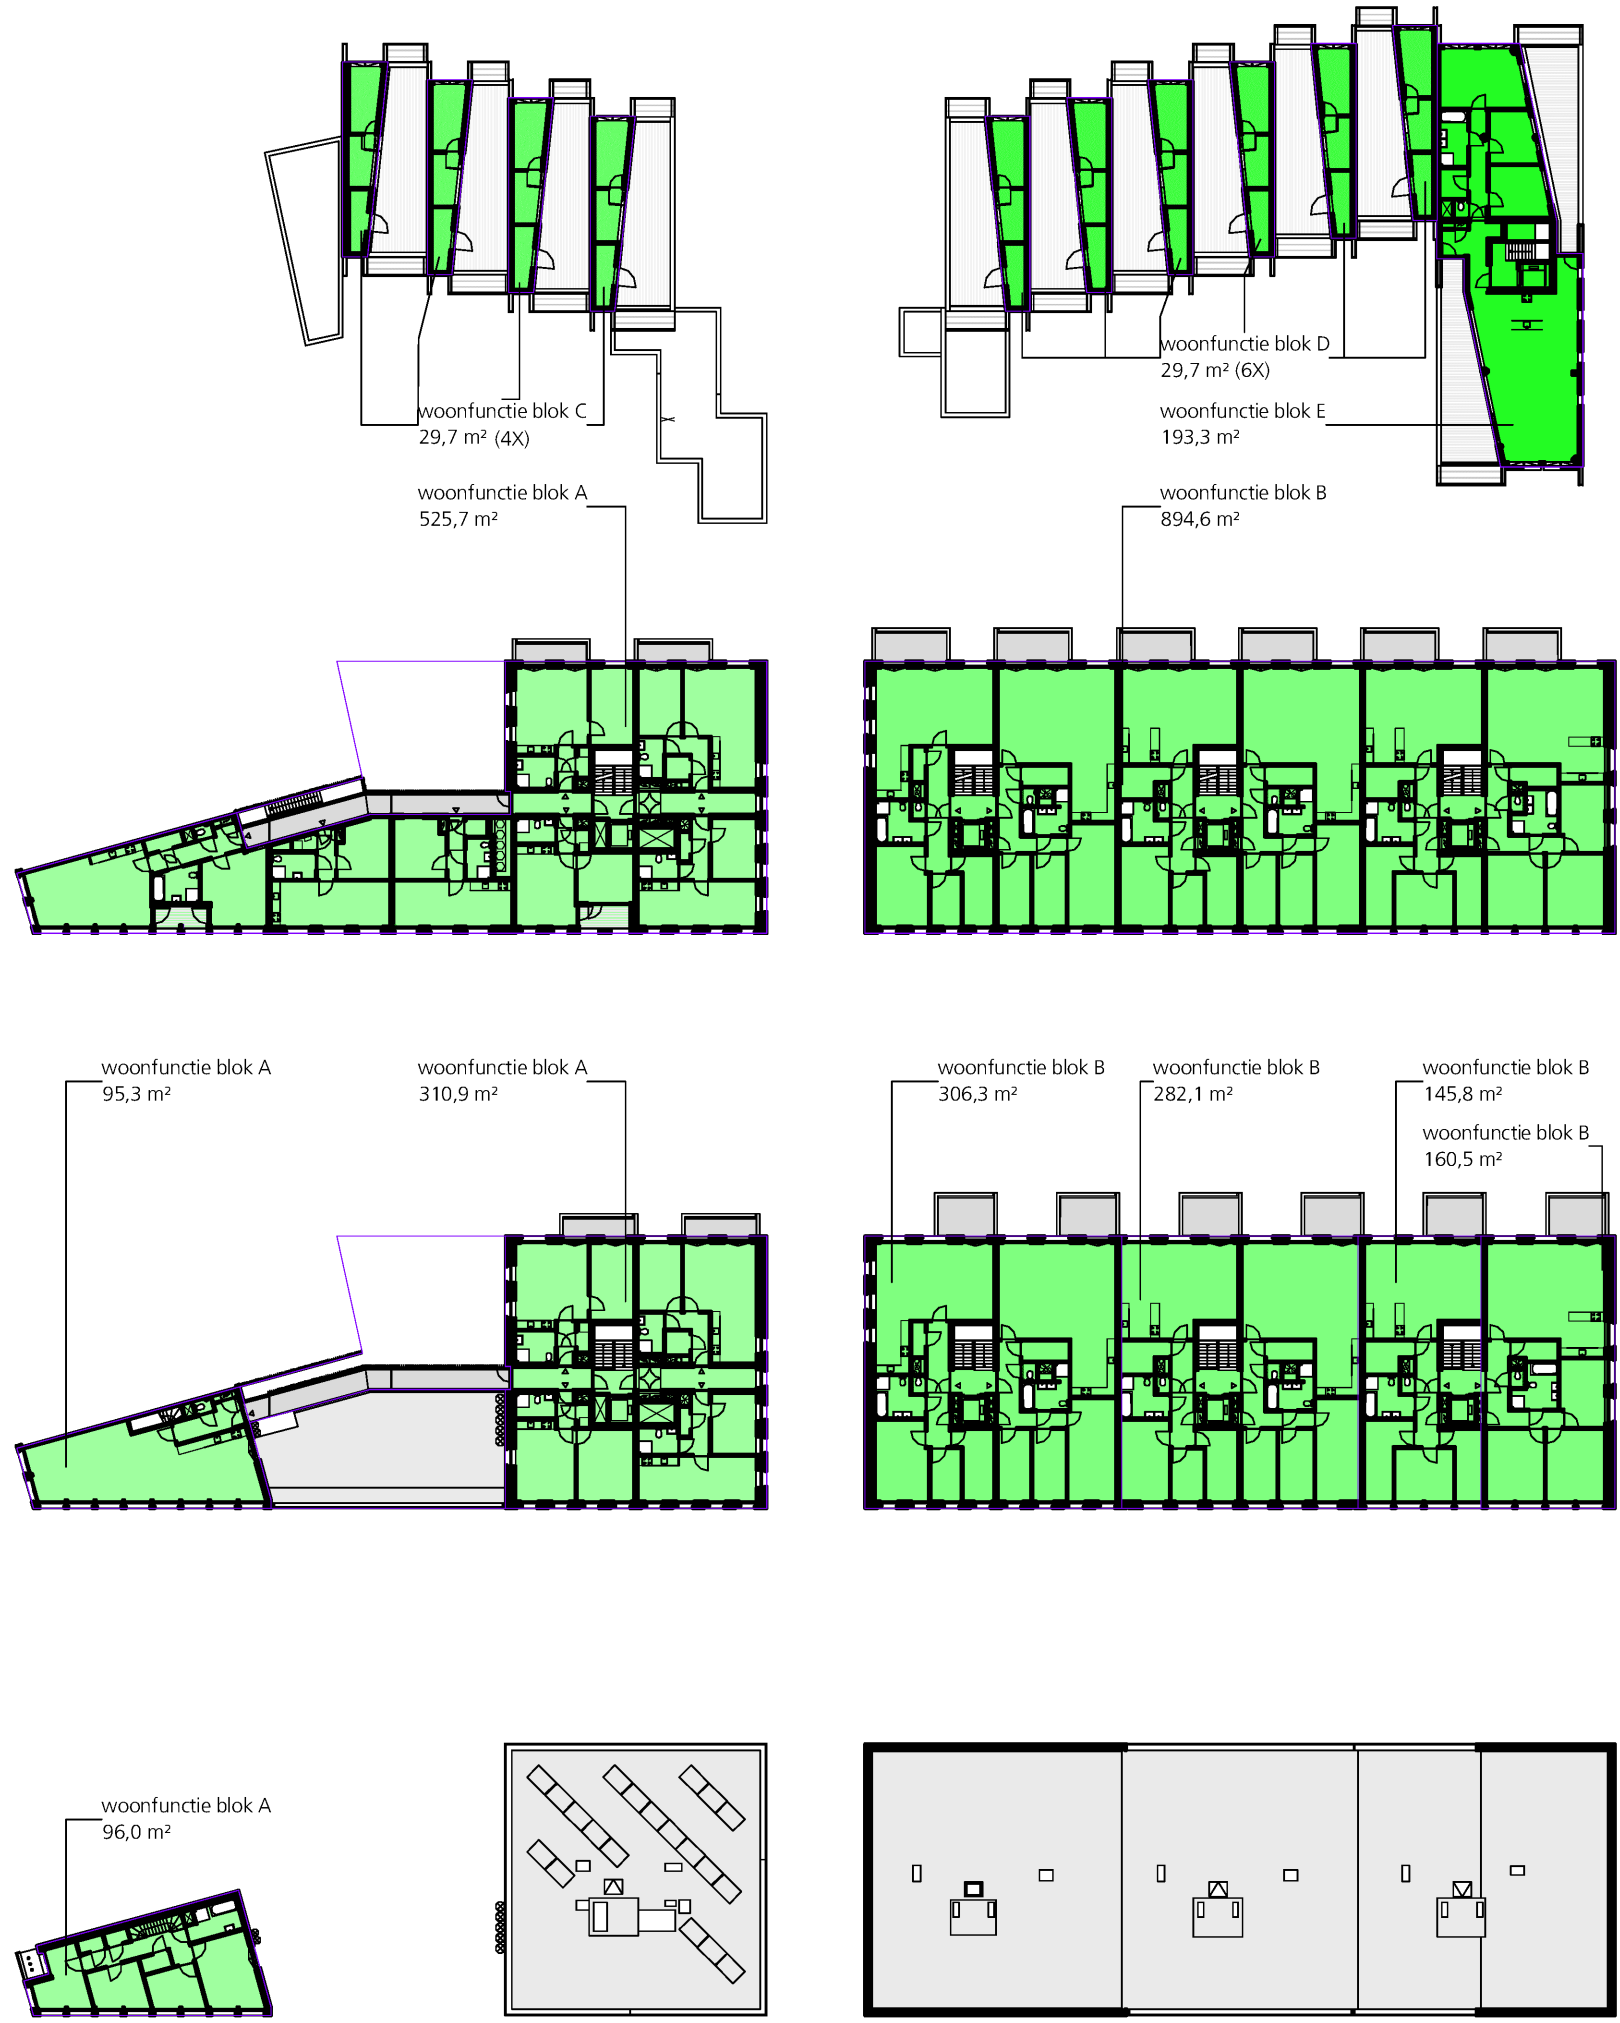 woonfunctie blok D
29,7 m² (6X)
woonfunctie blok C
29,7 m² (4X)
woonfunctie blok E
193,3 m²
woonfunctie blok A
525,7 m²
woonfunctie blok B
894,6 m²
woonfunctie blok A
95,3 m²
woonfunctie blok A
310,9 m²
woonfunctie blok B
306,3 m²
woonfunctie blok B
282,1 m²
woonfunctie blok B
145,8 m²
woonfunctie blok B
160,5 m²
woonfunctie blok A
96,0 m²